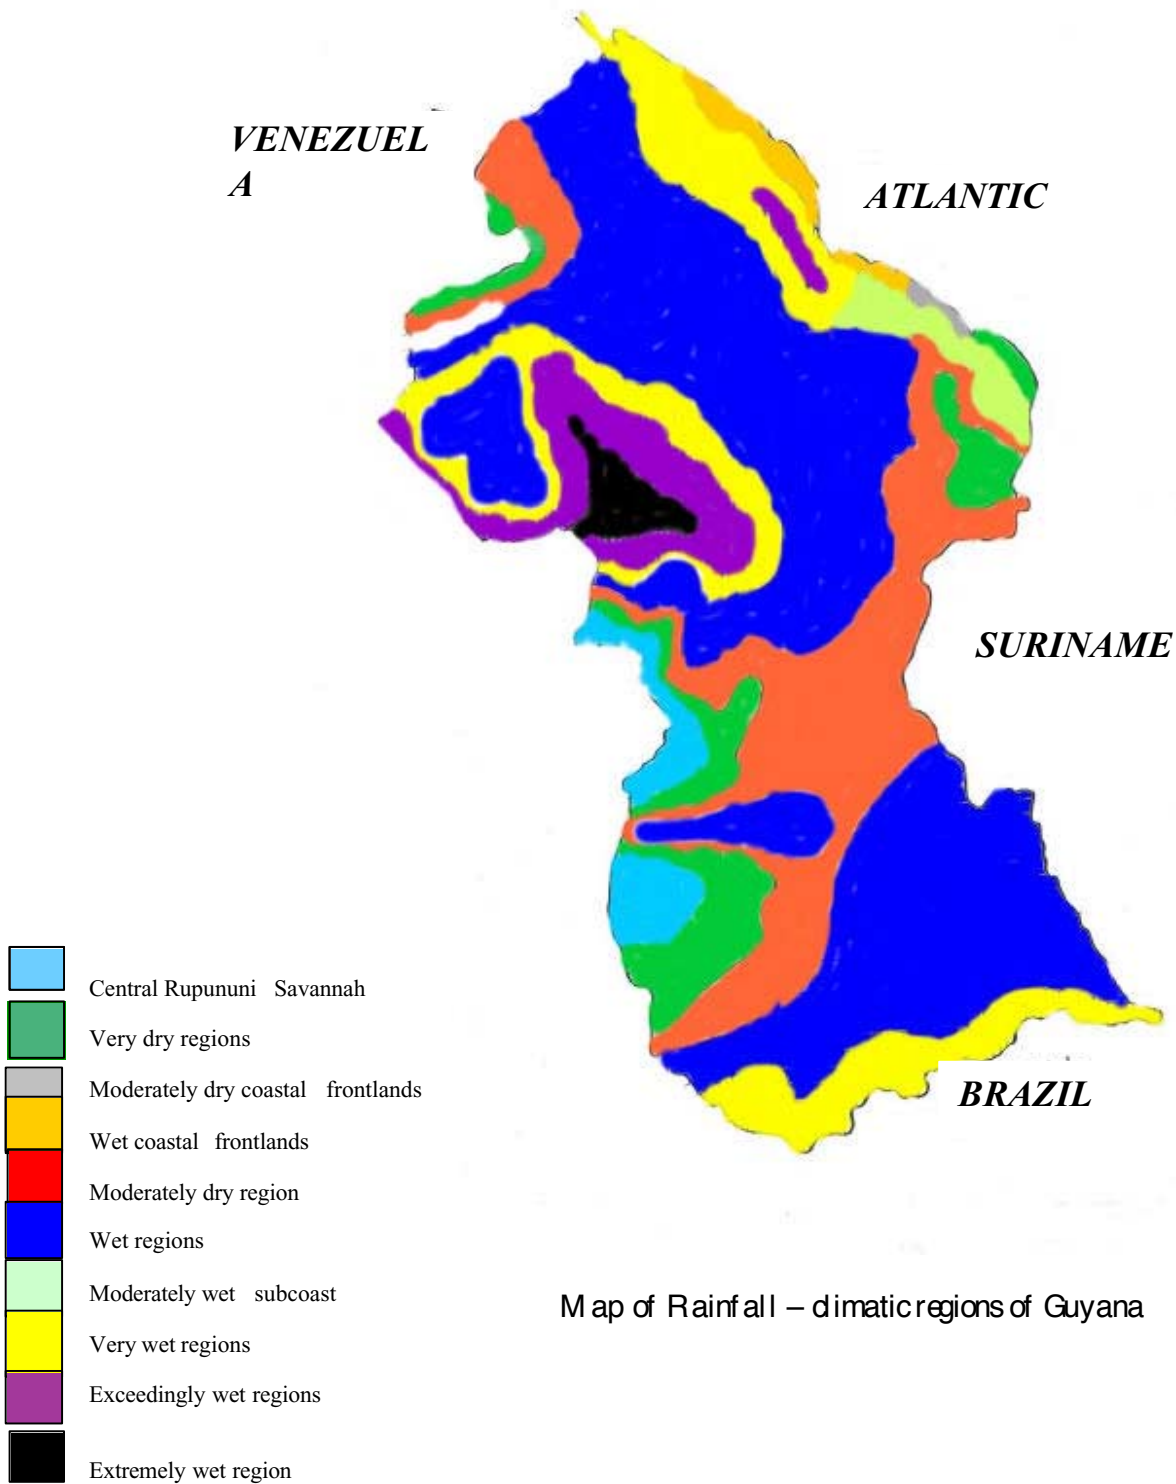 VENEZUEL
A
ATLANTIC
SURINAME
BRAZIL
Central Rupununi Savannah
Very dry regions
Moderately dry coastal frontlands
Wet coastal frontlands
Moderately dry region
Wet regions
Moderately wet subcoast
Very wet regions
Exceedingly wet regions
Extremely wet region
Map of Rainfall – climatic regions of Guyana